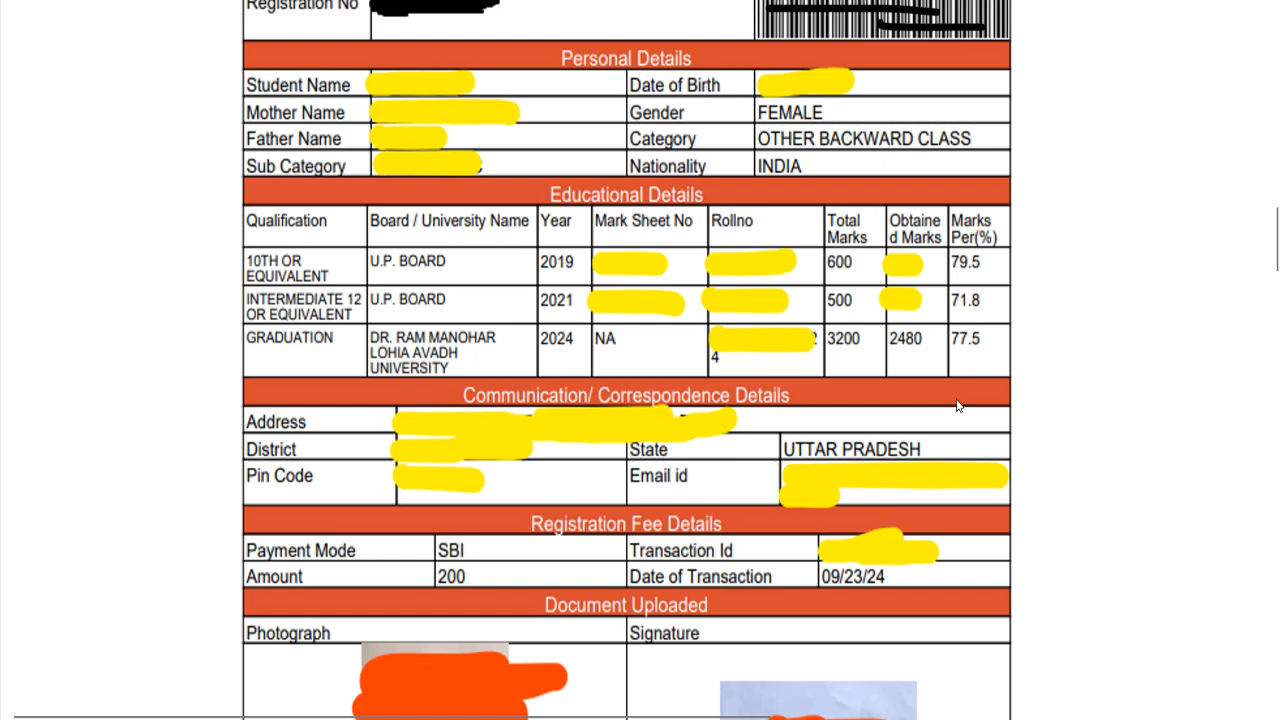 Registration No
Personal Details
Student Name Date of Birth
Mother Name Gender FEMALE
Father Name Category OTHER BACKWARD CLASS
Sub Category Nationality INDIA
Educational Details
Qualification Board / University Name Year Mark Sheet No Rollno Total Marks Obtaine d Marks Marks Per(%)
10TH OR EQUIVALENT U.P. BOARD 2019 600 79.5
INTERMEDIATE 12 OR EQUIVALENT U.P. BOARD 2021 500 71.8
GRADUATION DR. RAM MANOHAR LOHIA AVADH UNIVERSITY 2024 NA 4 3200 2480 77.5
Communication/ Correspondence Details
Address
District State UTTAR PRADESH
Pin Code Email id
Registration Fee Details
Payment Mode SBI Transaction Id
Amount 200 Date of Transaction 09/23/24
Document Uploaded
Photograph Signature